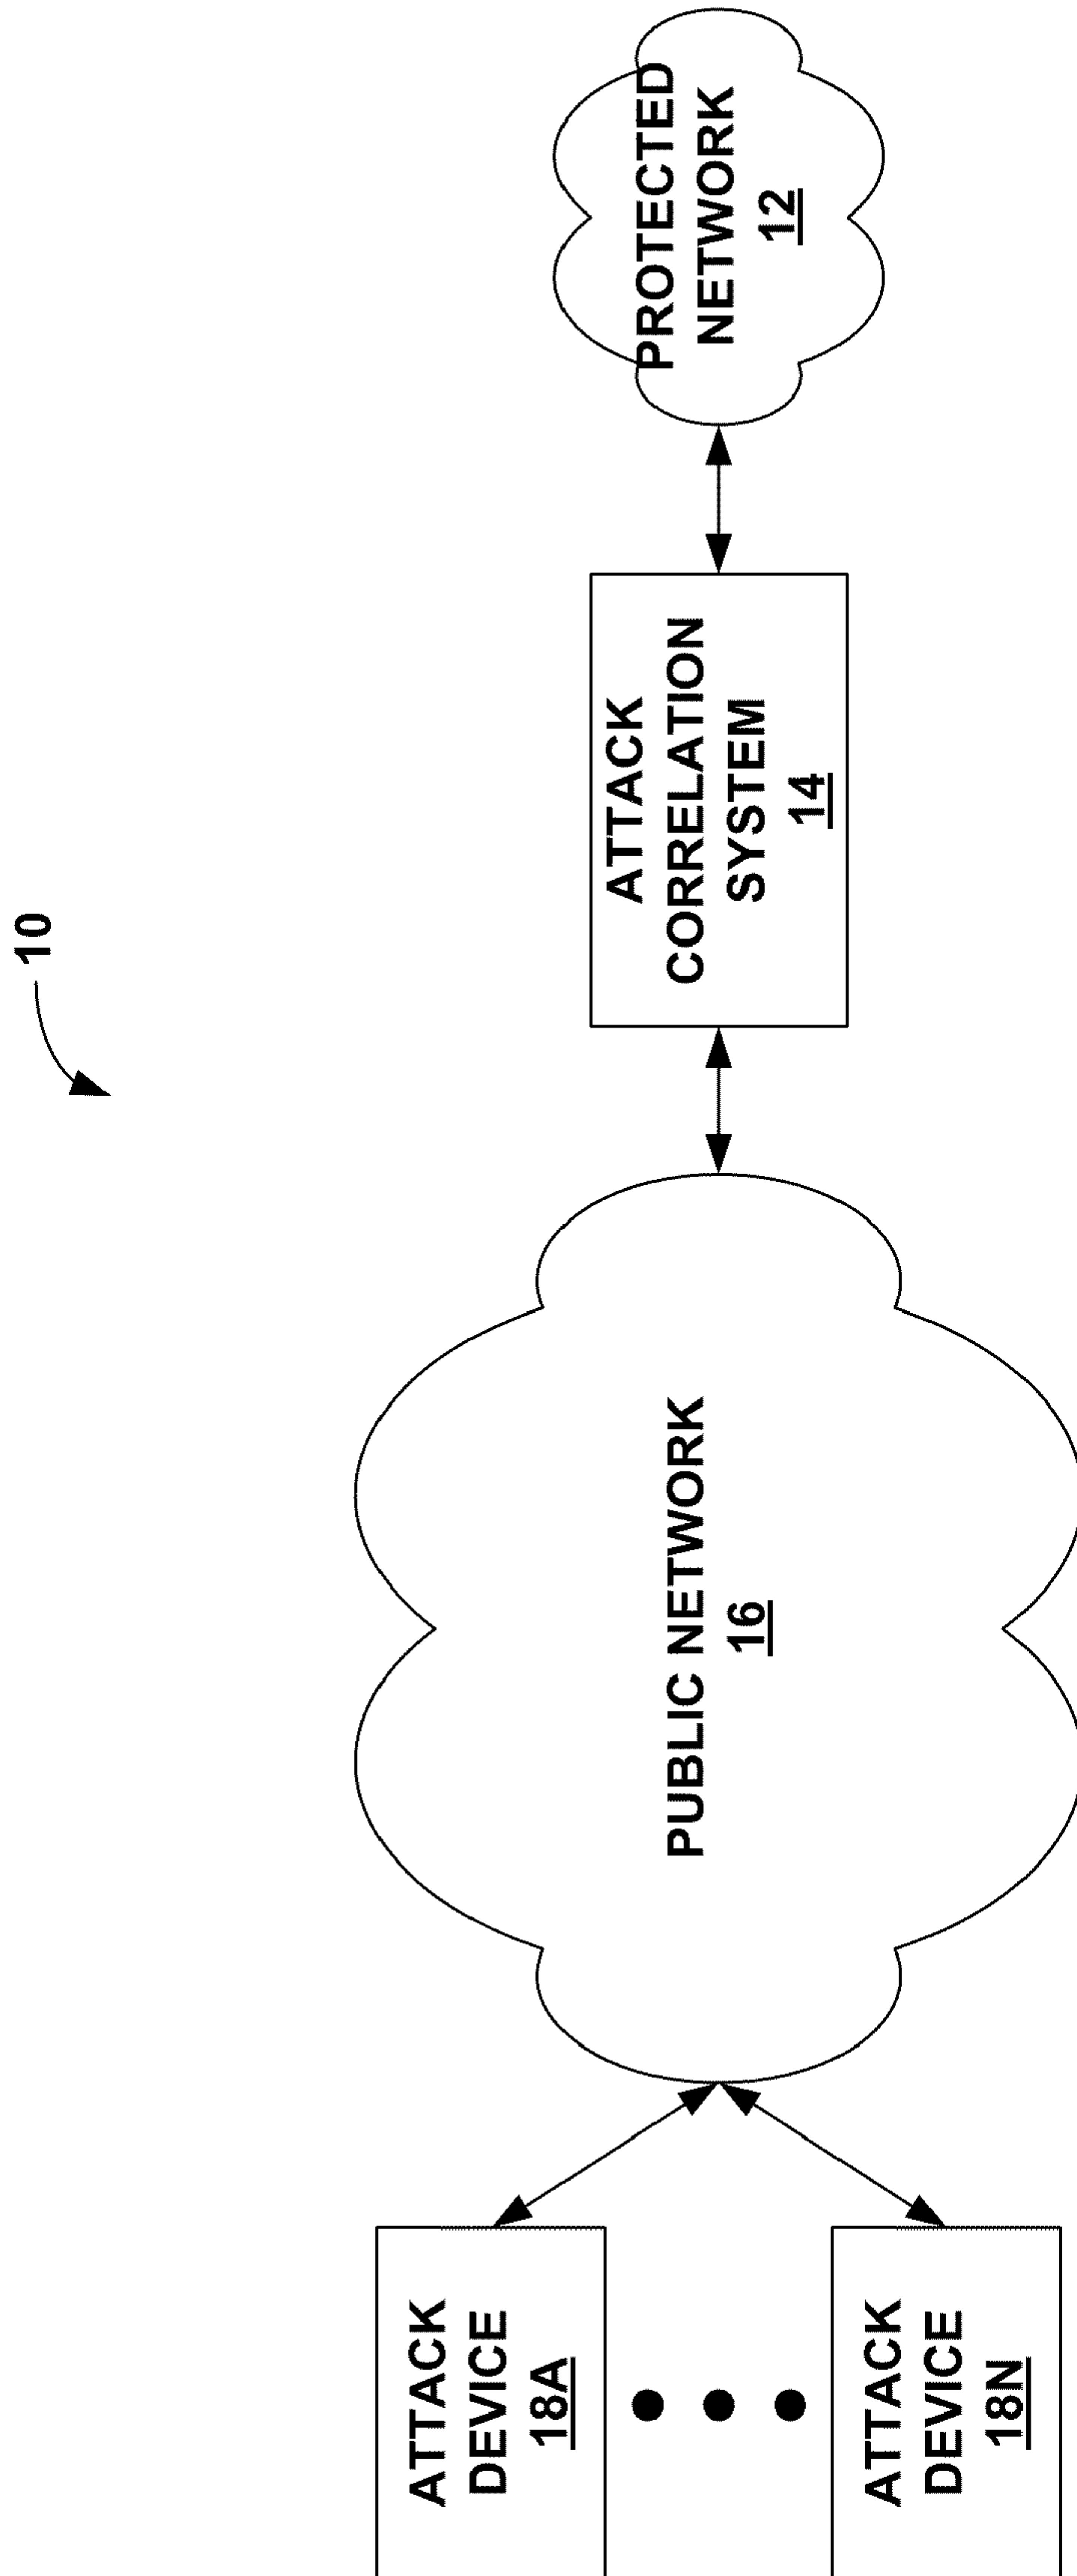 10
ATTACK
DEVICE
18A
ATTACK
DEVICE
18N
PUBLIC NETWORK
16
ATTACK
CORRELATION
SYSTEM
14
PROTECTED
NETWORK
12